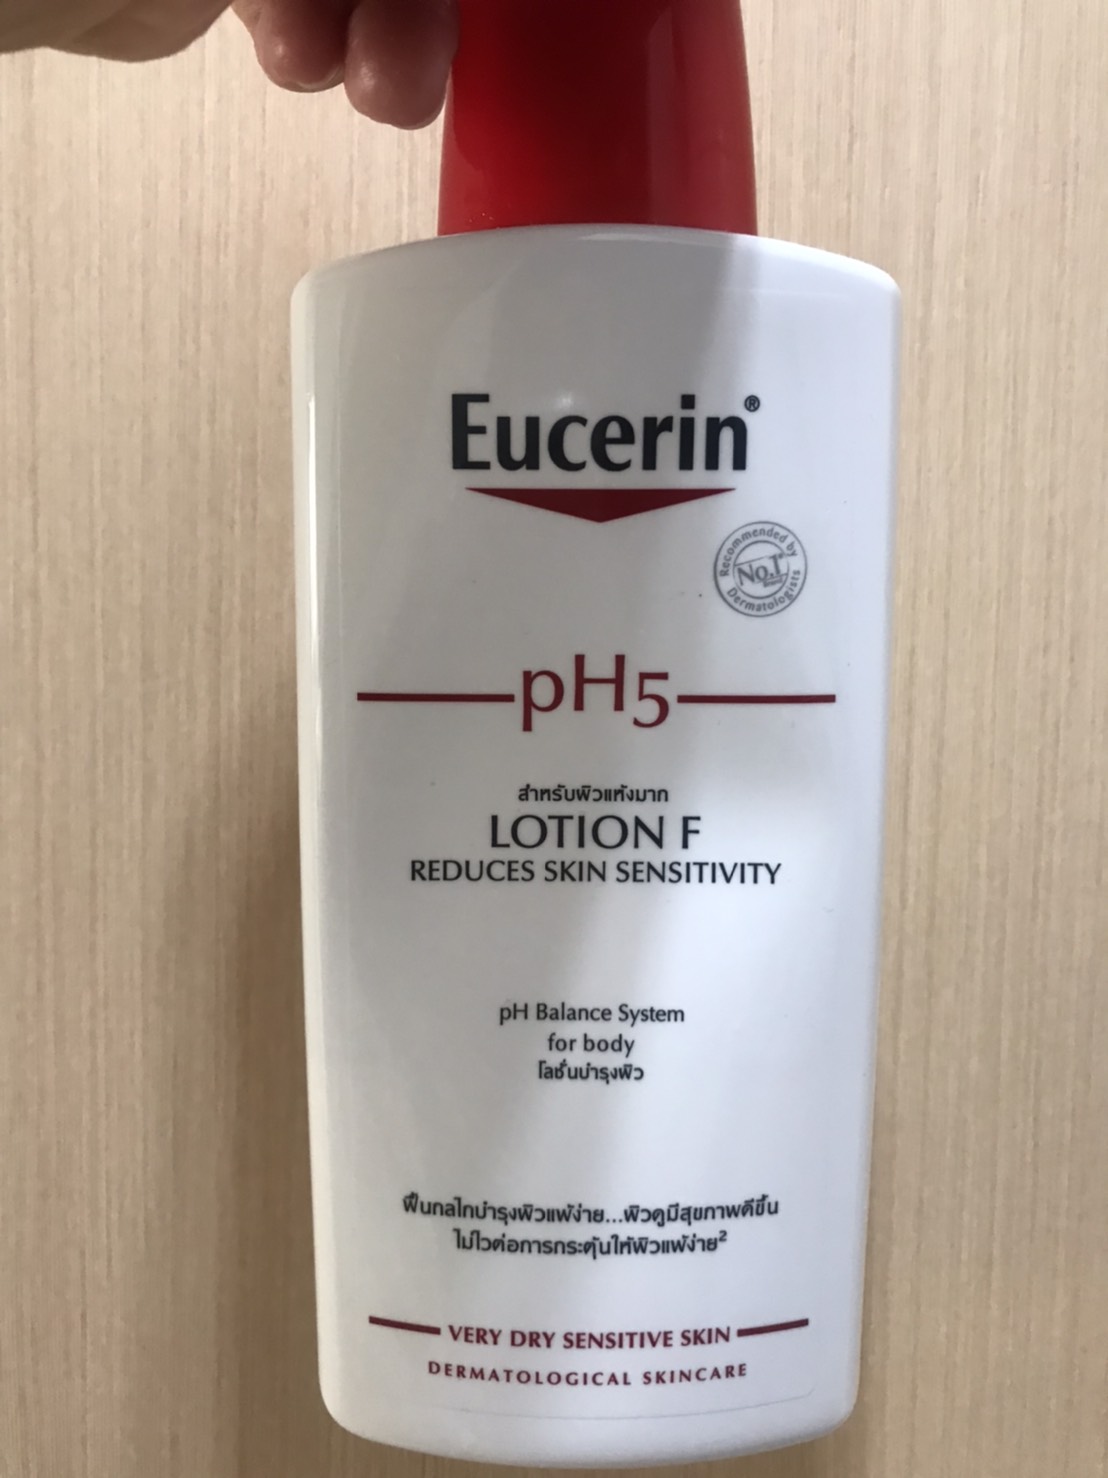 Eucerin®
Recommended by
No.1
Brand
Dermatologists
pH5
สำหรับผิวแห้งมาก
LOTION F
REDUCES SKIN SENSITIVITY
pH Balance System
for body
โลชั่นบำรุงผิว
ฟื้นกลไกบำรุงผิวแพ้ง่าย...ผิวดูมีสุขภาพดีขึ้น
ไม่ไวต่อการกระตุ้นให้ผิวแพ้ง่าย²
VERY DRY SENSITIVE SKIN
DERMATOLOGICAL SKINCARE